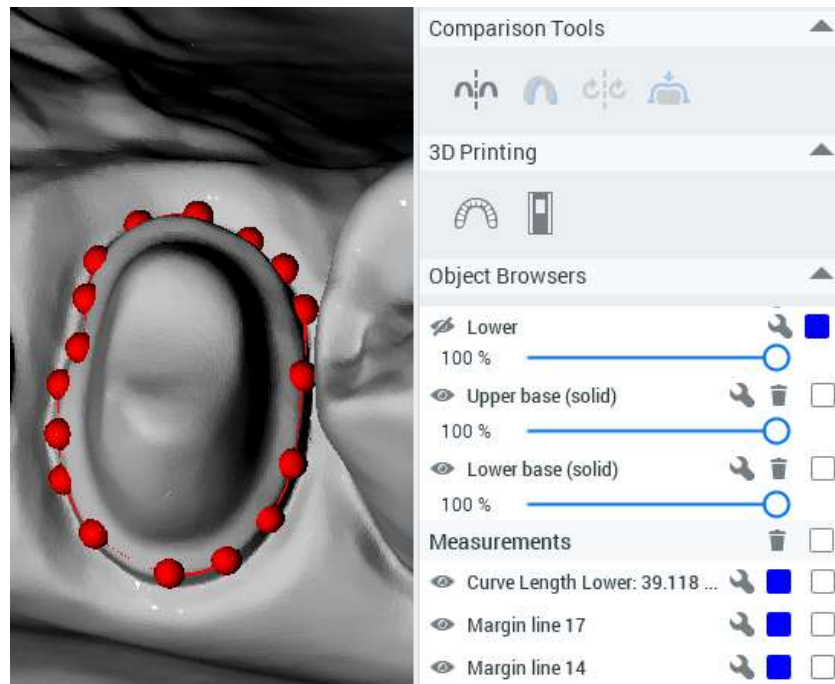 Comparison Tools
3D Printing
Object Browsers
Lower
100 %
Upper base (solid)
100 %
Lower base (solid)
100 %
Measurements
Curve Length Lower: 39.118 ...
Margin line 17
Margin line 14